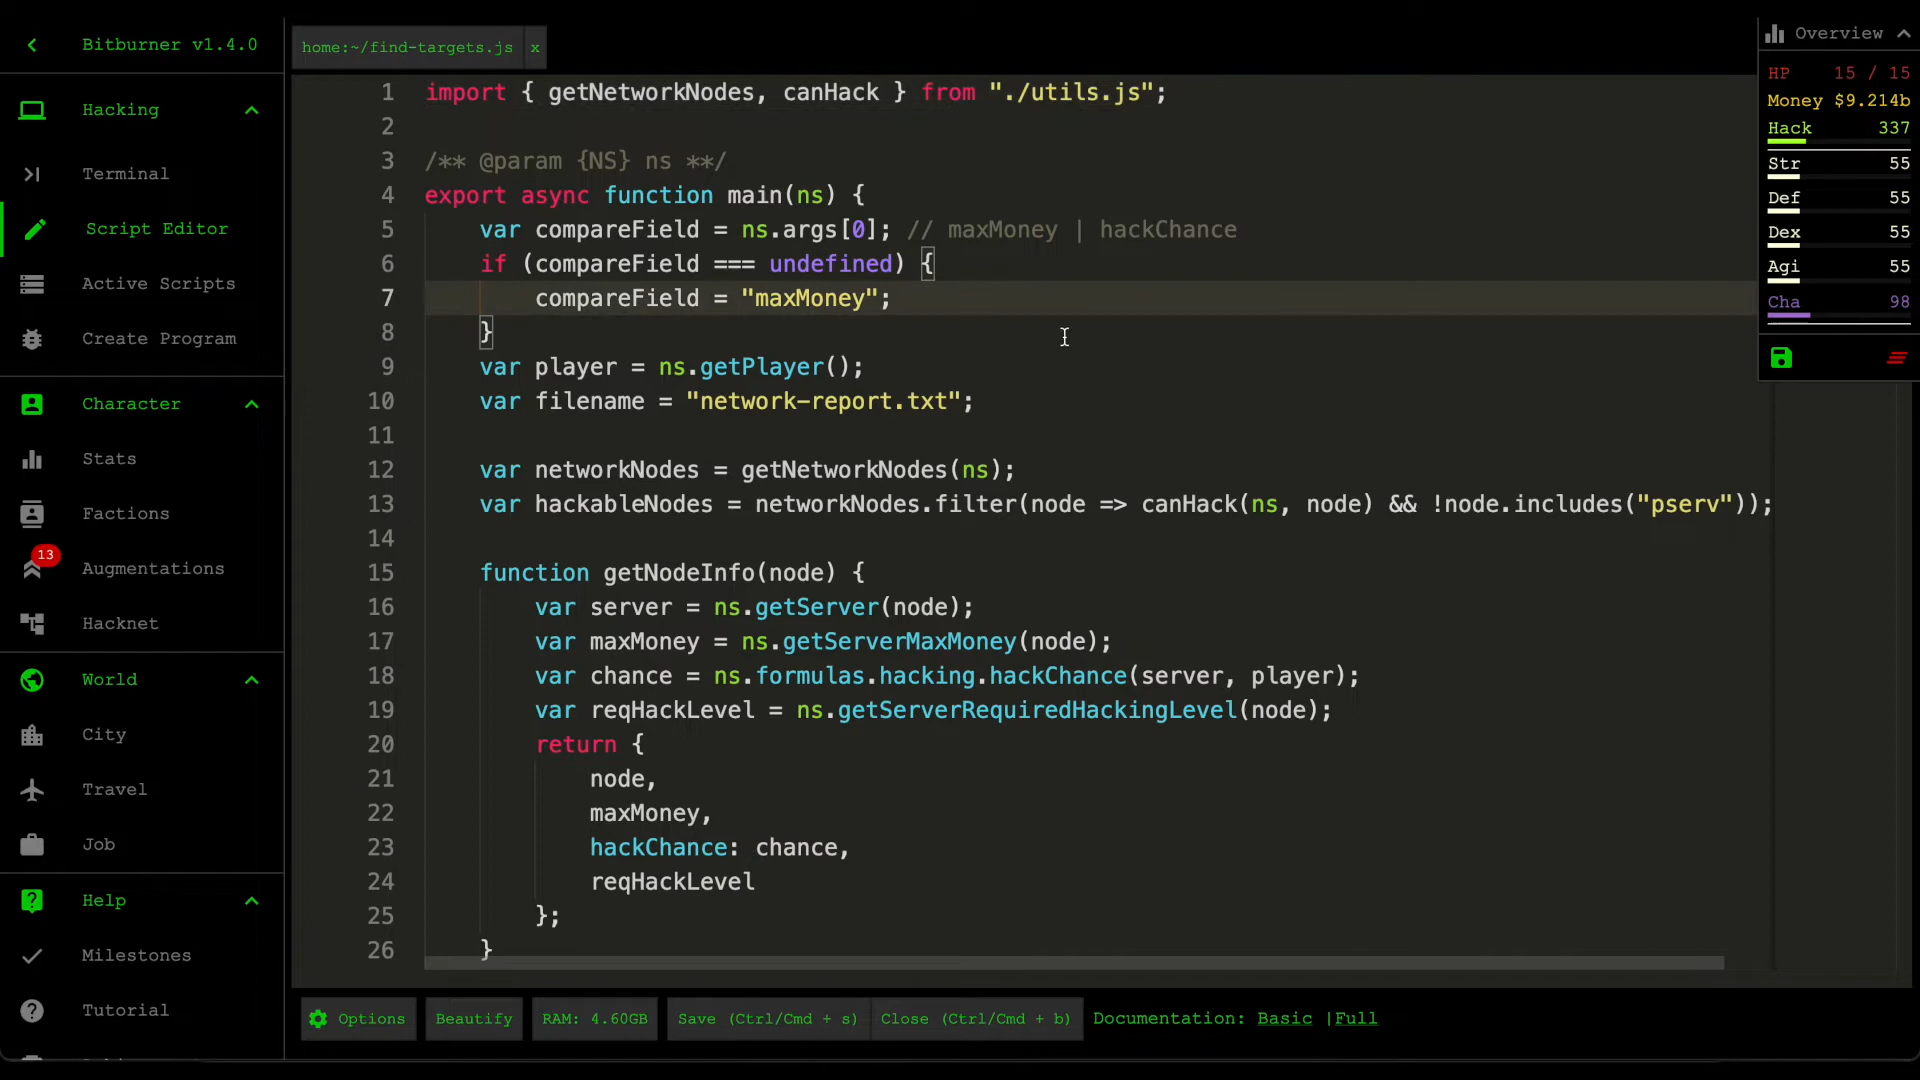 Bitburner v1.4.0
Hacking
Terminal
Script Editor
Active Scripts
Create Program
Character
Stats
Factions
13
Augmentations
Hacknet
World
City
Travel
Job
Help
Milestones
Tutorial
home:~/find-targets.js x
1 import { getNetworkNodes, canHack } from "./utils.js";
2
3 /** @param {NS} ns **/
4 export async function main(ns) {
5 var compareField = ns.args[0]; // maxMoney | hackChance
6 if (compareField === undefined) {
7 compareField = "maxMoney";
8 }
9 var player = ns.getPlayer();
10 var filename = "network-report.txt";
11
12 var networkNodes = getNetworkNodes(ns);
13 var hackableNodes = networkNodes.filter(node => canHack(ns, node) && !node.includes("pserv"));
14
15 function getNodeInfo(node) {
16 var server = ns.getServer(node);
17 var maxMoney = ns.getServerMaxMoney(node);
18 var chance = ns.formulas.hacking.hackChance(server, player);
19 var reqHackLevel = ns.getServerRequiredHackingLevel(node);
20 return {
21 node,
22 maxMoney,
23 hackChance: chance,
24 reqHackLevel
25 };
26 }
Options Beautify RAM: 4.60GB Save (Ctrl/Cmd + s) Close (Ctrl/Cmd + b) Documentation: Basic |Full
Overview
HP 15 / 15
Money $9.214b
Hack 337
Str 55
Def 55
Dex 55
Agi 55
Cha 98